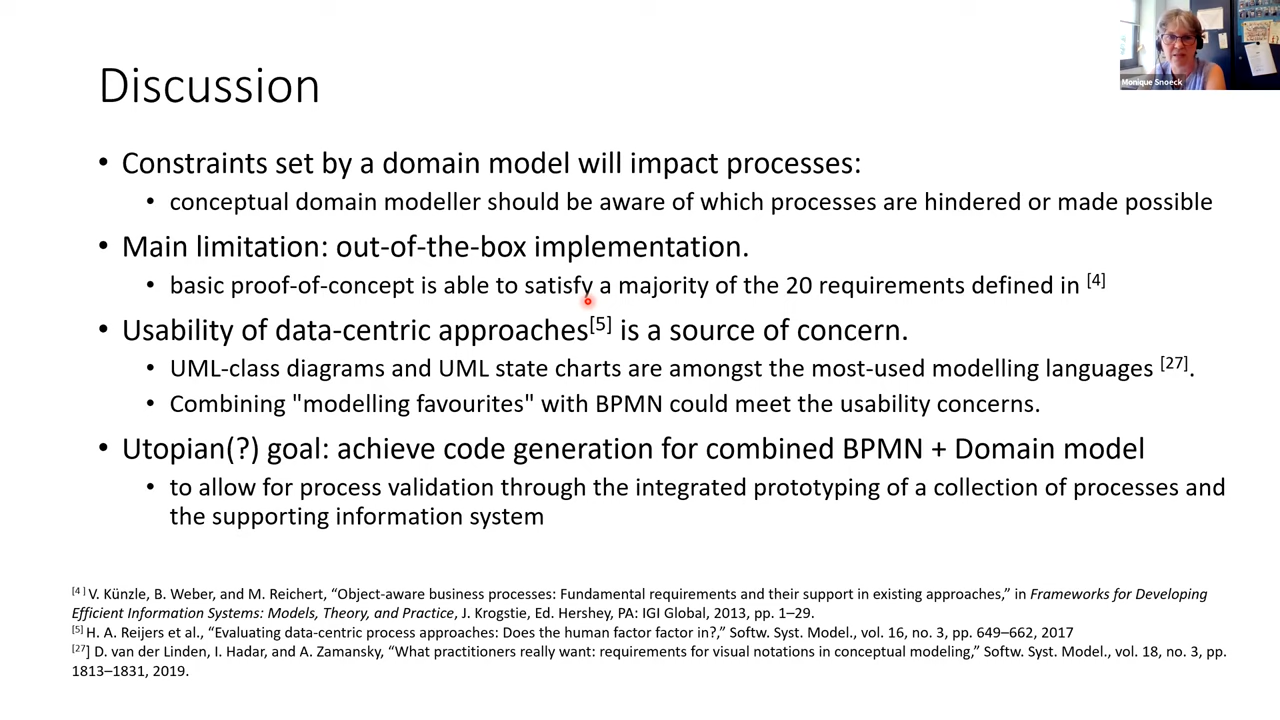 Monique Snoeck
Discussion
• Constraints set by a domain model will impact processes:
• conceptual domain modeller should be aware of which processes are hindered or made possible
• Main limitation: out-of-the-box implementation.
• basic proof-of-concept is able to satisfy a majority of the 20 requirements defined in [4]
• Usability of data-centric approaches[5] is a source of concern.
• UML-class diagrams and UML state charts are amongst the most-used modelling languages [27].
• Combining "modelling favourites" with BPMN could meet the usability concerns.
• Utopian(?) goal: achieve code generation for combined BPMN + Domain model
• to allow for process validation through the integrated prototyping of a collection of processes and
the supporting information system
[4 ] V. Künzle, B. Weber, and M. Reichert, “Object-aware business processes: Fundamental requirements and their support in existing approaches,” in Frameworks for Developing
Efficient Information Systems: Models, Theory, and Practice, J. Krogstie, Ed. Hershey, PA: IGI Global, 2013, pp. 1–29.
[5] H. A. Reijers et al., “Evaluating data-centric process approaches: Does the human factor factor in?,” Softw. Syst. Model., vol. 16, no. 3, pp. 649–662, 2017
[27] D. van der Linden, I. Hadar, and A. Zamansky, “What practitioners really want: requirements for visual notations in conceptual modeling,” Softw. Syst. Model., vol. 18, no. 3, pp.
1813–1831, 2019.